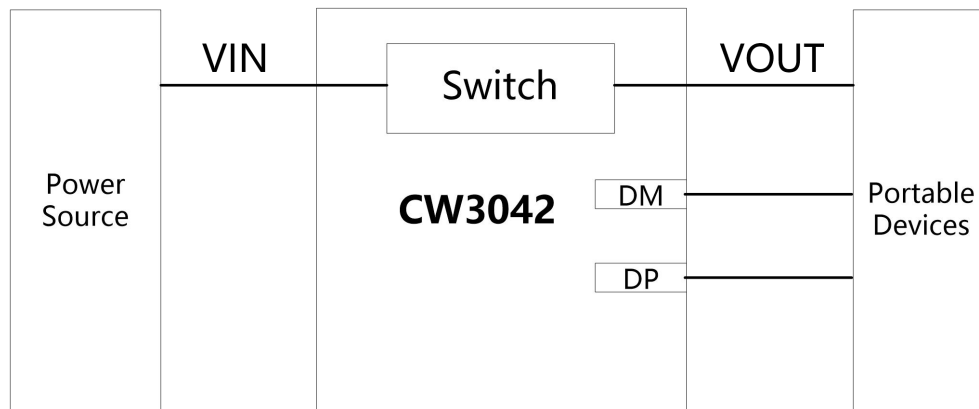 VIN
VOUT
Switch
Power
Source
CW3042
DM
DP
Portable
Devices